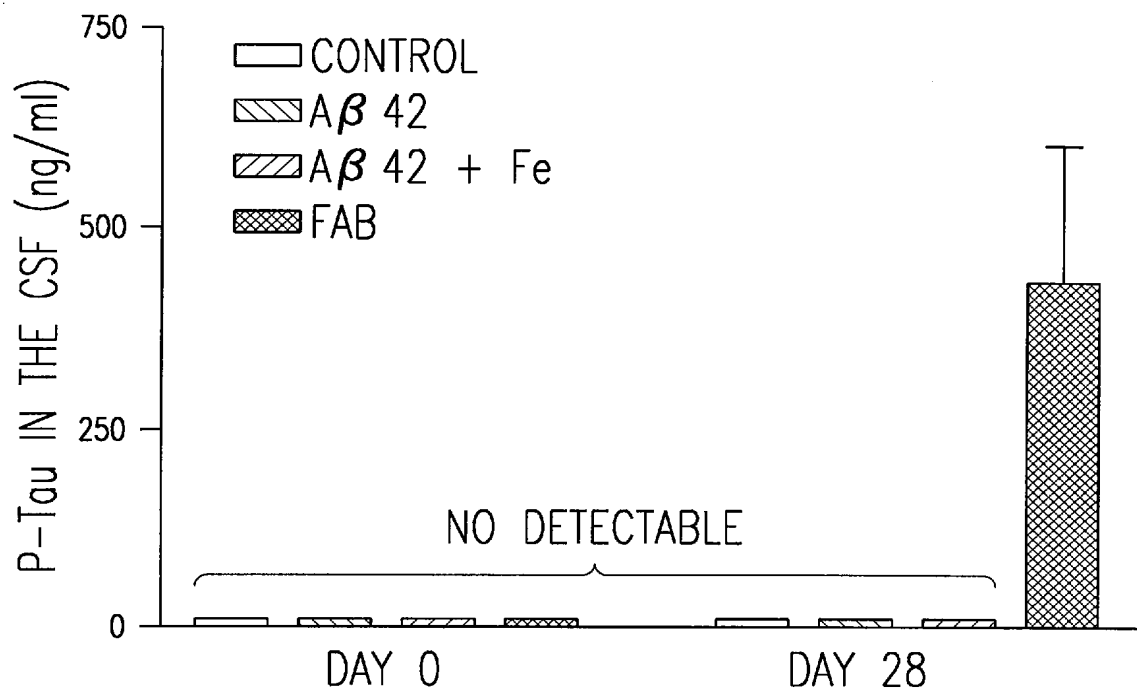 P-Tau IN THE CSF (ng/ml)
750
500
250
0
CONTROL
Aβ 42
Aβ 42 + Fe
FAB
NO DETECTABLE
DAY 0
DAY 28